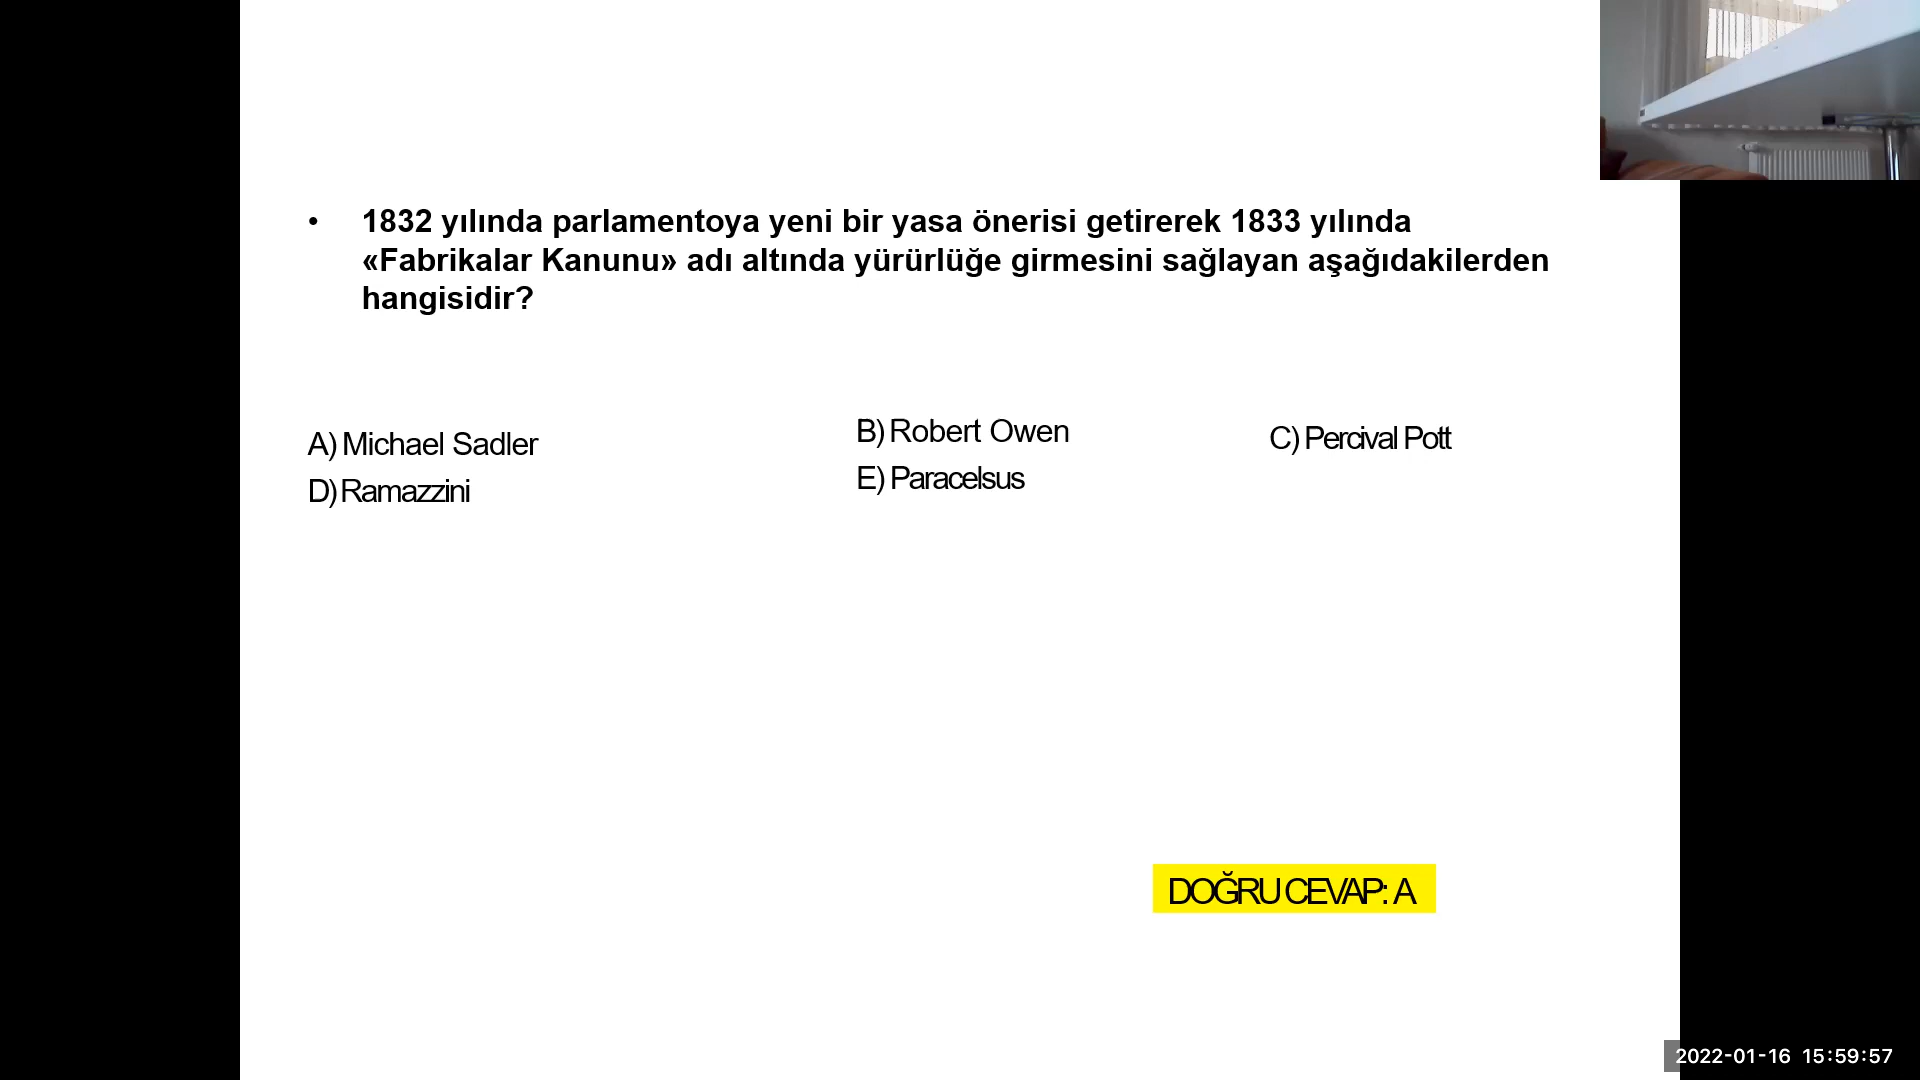 • 1832 yılında parlamentoya yeni bir yasa önerisi getirerek 1833 yılında
«Fabrikalar Kanunu» adı altında yürürlüğe girmesini sağlayan aşağıdakilerden
hangisidir?
A) Michael Sadler
B) Robert Owen
C) Percival Pott
D) Ramazzini
E) Paracelsus
DOĞRU CEVAP: A
2022-01-16 15:59:57